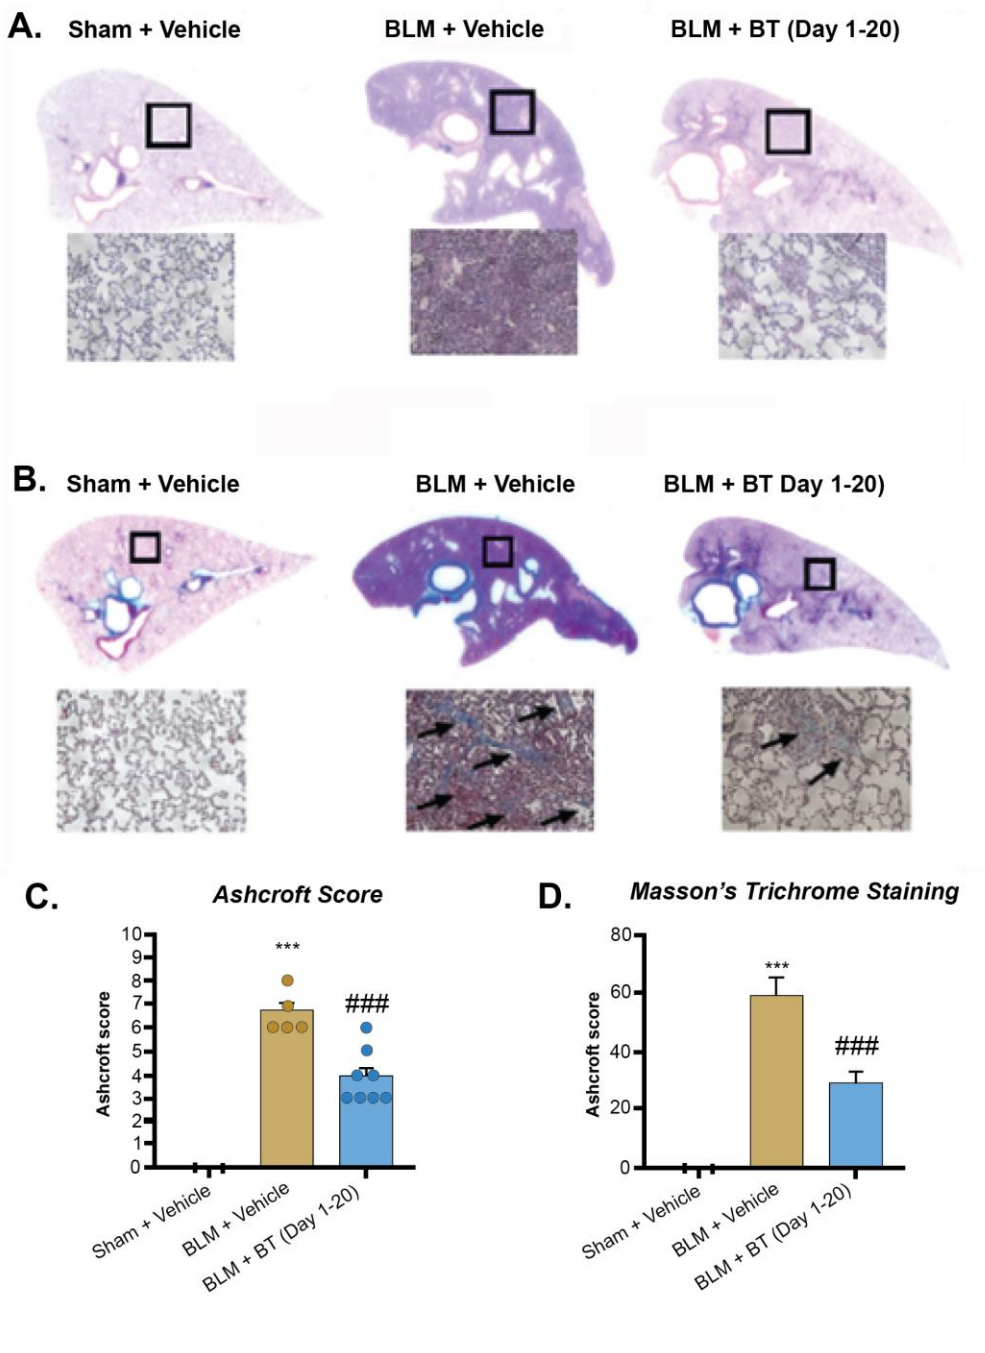 A. Sham + Vehicle BLM + Vehicle BLM + BT (Day 1-20)
B. Sham + Vehicle BLM + Vehicle BLM + BT Day 1-20)
C. Ashcroft Score
Ashcroft score
10
9
8
7
6
5
4
3
2
1
0
***
###
Sham + Vehicle
BLM + Vehicle
BLM + BT (Day 1-20)
D. Masson's Trichrome Staining
Ashcroft score
80
60
40
20
0
***
###
Sham + Vehicle
BLM + Vehicle
BLM + BT (Day 1-20)